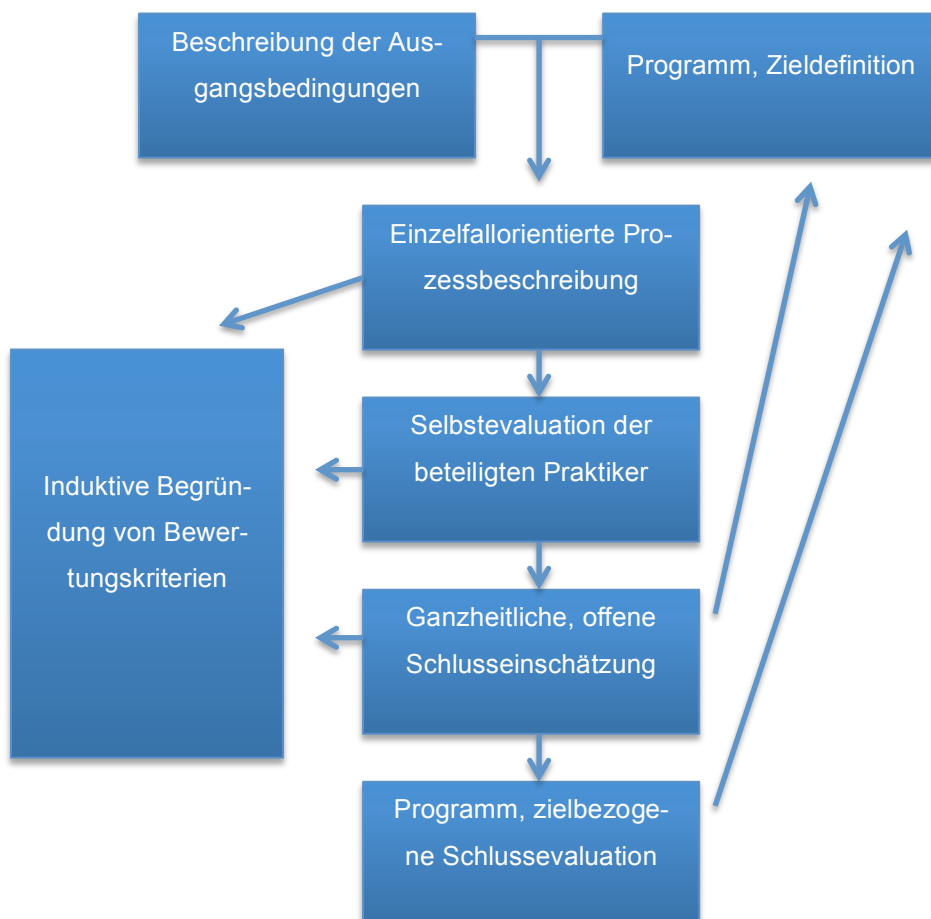 Beschreibung der Aus-
gangsbedingungen
Programm, Zieldefinition
Einzelfallorientierte Pro-
zessbeschreibung
Selbstevaluation der
beteiligten Praktiker
Induktive Begrün-
dung von Bewer-
tungskriterien
Ganzheitliche, offene
Schlusseinschätzung
Programm, zielbezoge-
ne Schlussevaluation